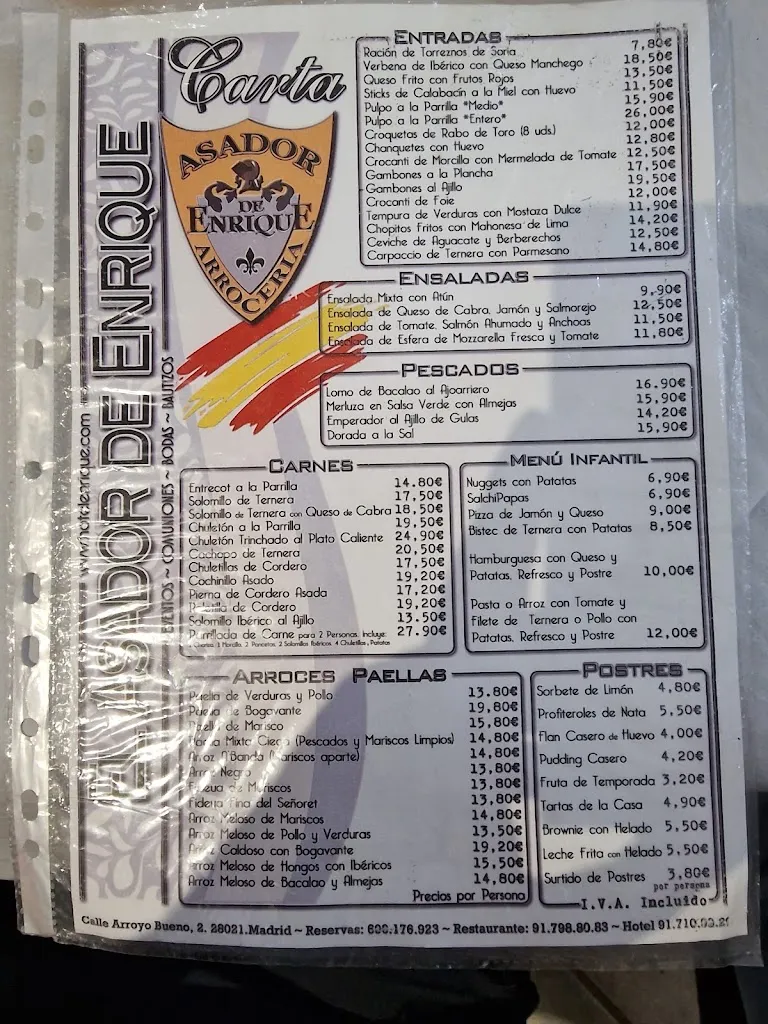 Carta
ASADOR
DE
ENRIQUE
ARROCERIA
EL ASADOR DE ENRIQUE
EVENTOS ~ COMUNIONES ~ BODAS ~ BAUTIZOS
ENTRADAS
Ración de Torreznos de Soria 7,80€
Verbena de Ibérico con Queso Manchego 18,50€
Queso Frito con Frutos Rojos 13,50€
Sticks de Calabacín a la Miel con Huevo 11,50€
Pulpo a la Parrilla *Medio* 15,90€
Pulpo a la Parrilla *Entero* 26,00€
Croquetas de Rabo de Toro (8 uds.) 12,00€
Chanquetes con Huevo 12,80€
Crocanti de Morcilla con Mermelada de Tomate 12,50€
Gambones a la Plancha 17,50€
Gambones al Ajillo 19,50€
Crocanti de Foie 12,00€
Tempura de Verduras con Mostaza Dulce 11,90€
Chopitos Fritos con Mahonesa de Lima 14,20€
Ceviche de Aguacate y Berberechos 12,50€
Carpaccio de Ternera con Parmesano 14,80€
ENSALADAS
Ensalada Mixta con Atún 9,90€
Ensalada de Queso de Cabra, Jamón y Salmorejo 12,50€
Ensalada de Tomate, Salmón Ahumado y Anchoas 11,50€
Ensalada de Esfera de Mozzarella Fresca y Tomate 11,80€
PESCADOS
Lomo de Bacalao al Ajoarriero 16.90€
Merluza en Salsa Verde con Almejas 15,90€
Emperador al Ajillo de Gulas 14,20€
Dorada a la Sal 15,90€
CARNES
Entrecot a la Parrilla 14.80€
Solomillo de Ternera 17,50€
Solomillo de Ternera con Queso de Cabra 18,50€
Chuletón a la Parrilla 19,50€
Chuletón Trinchado al Plato Caliente 24,90€
Cachopo de Ternera 20,50€
Chuletillas de Cordero 17,50€
Cochinillo Asado 19,20€
Pierna de Cordero Asada 17,20€
Paletilla de Cordero 19,20€
Solomillo Ibérico al Ajillo 13.50€
Parrillada de Carne para 2 Personas. Incluye: 27.90€
1 Morcilla, 2 Pancetas, 2 Solomillos Ibéricos, 4 Chuletillas, Patatas
MENÚ INFANTIL
Nuggets con Patatas 6,90€
SalchiPapas 6,90€
Pizza de Jamón y Queso 9,00€
Bistec de Ternera con Patatas 8,50€
Hamburguesa con Queso y
Patatas, Refresco y Postre 10,00€
Pasta o Arroz con Tomate y
Filete de Ternera o Pollo con
Patatas, Refresco y Postre 12,00€
ARROCES PAELLAS
Paella de Verduras y Pollo 13.80€
Paella de Bogavante 19,80€
Paella de Marisco 15,80€
Paella Mixta Ciega (Pescados y Mariscos Limpios) 14,80€
Arroz A'Banda (Mariscos aparte) 14,80€
Arroz Negro 13,80€
Fideua de Mariscos 13,80€
Fideua Fina del Señoret 13,80€
Arroz Meloso de Mariscos 14,80€
Arroz Meloso de Pollo y Verduras 13,50€
Arroz Caldoso con Bogavante 19,20€
Arroz Meloso de Hongos con Ibéricos 15,50€
Arroz Meloso de Bacalao y Almejas 14,80€
Precios por Persona
POSTRES
Sorbete de Limón 4,80€
Profiteroles de Nata 5,50€
Flan Casero de Huevo 4,00€
Pudding Casero 4,20€
Fruta de Temporada 3,20€
Tartas de la Casa 4,90€
Brownie con Helado 5,50€
Leche Frita con Helado 5,50€
Surtido de Postres 3,80€
por persona
I.V.A. Incluído
Calle Arroyo Bueno, 2. 28021.Madrid ~ Reservas: 176.923 ~ Restaurante: 91.798.80.83 ~ Hotel 91.710